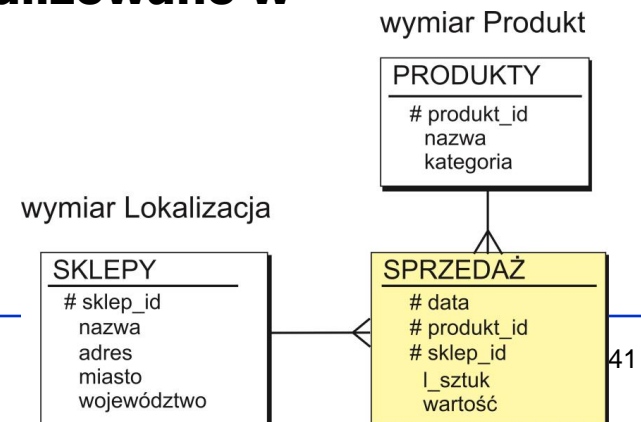 wymiar Produkt
PRODUKTY
# produkt_id
nazwa
kategoria
wymiar Lokalizacja
SKLEPY
# sklep_id
nazwa
adres
miasto
województwo
SPRZEDAŻ
# data
# produkt_id
# sklep_id
l_sztuk
wartość
41